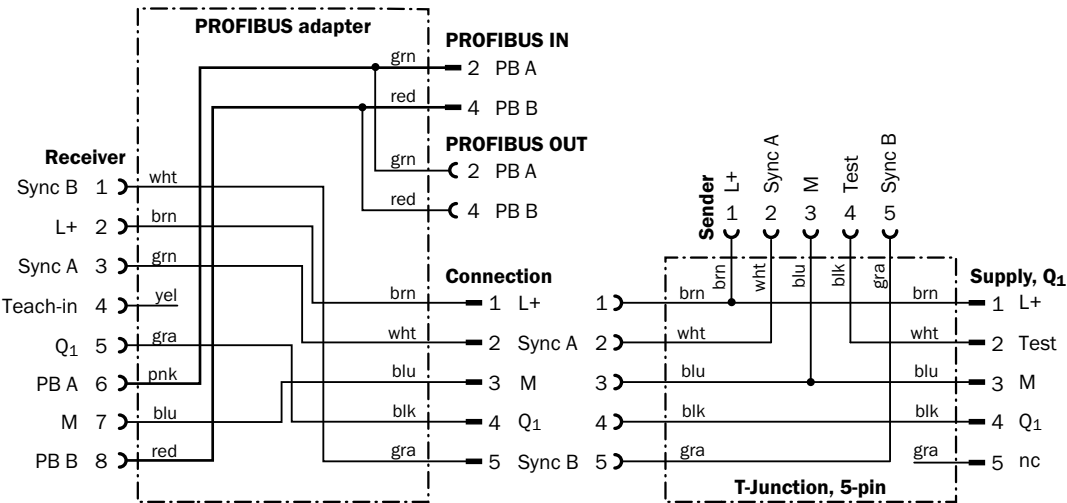 PROFIBUS adapter
grn PROFIBUS IN
2 PB A
red 4 PB B
PROFIBUS OUT
grn 2 PB A
red 4 PB B
Receiver
Sync B 1 wht
L+ 2 brn
Sync A 3 grn
Teach-in 4 yel
Q1 5 gra
PB A 6 pnk
M 7 blu
PB B 8 red
Connection
brn 1 L+
wht 2 Sync A
blu 3 M
blk 4 Q1
gra 5 Sync B
Sender
L+ Sync A M Test Sync B
1 2 3 4 5
brn wht blu blk gra
Supply, Q1
1 brn brn 1 L+
2 wht wht 2 Test
3 blu blu 3 M
4 blk blk 4 Q1
5 gra gra 5 nc
T-Junction, 5-pin